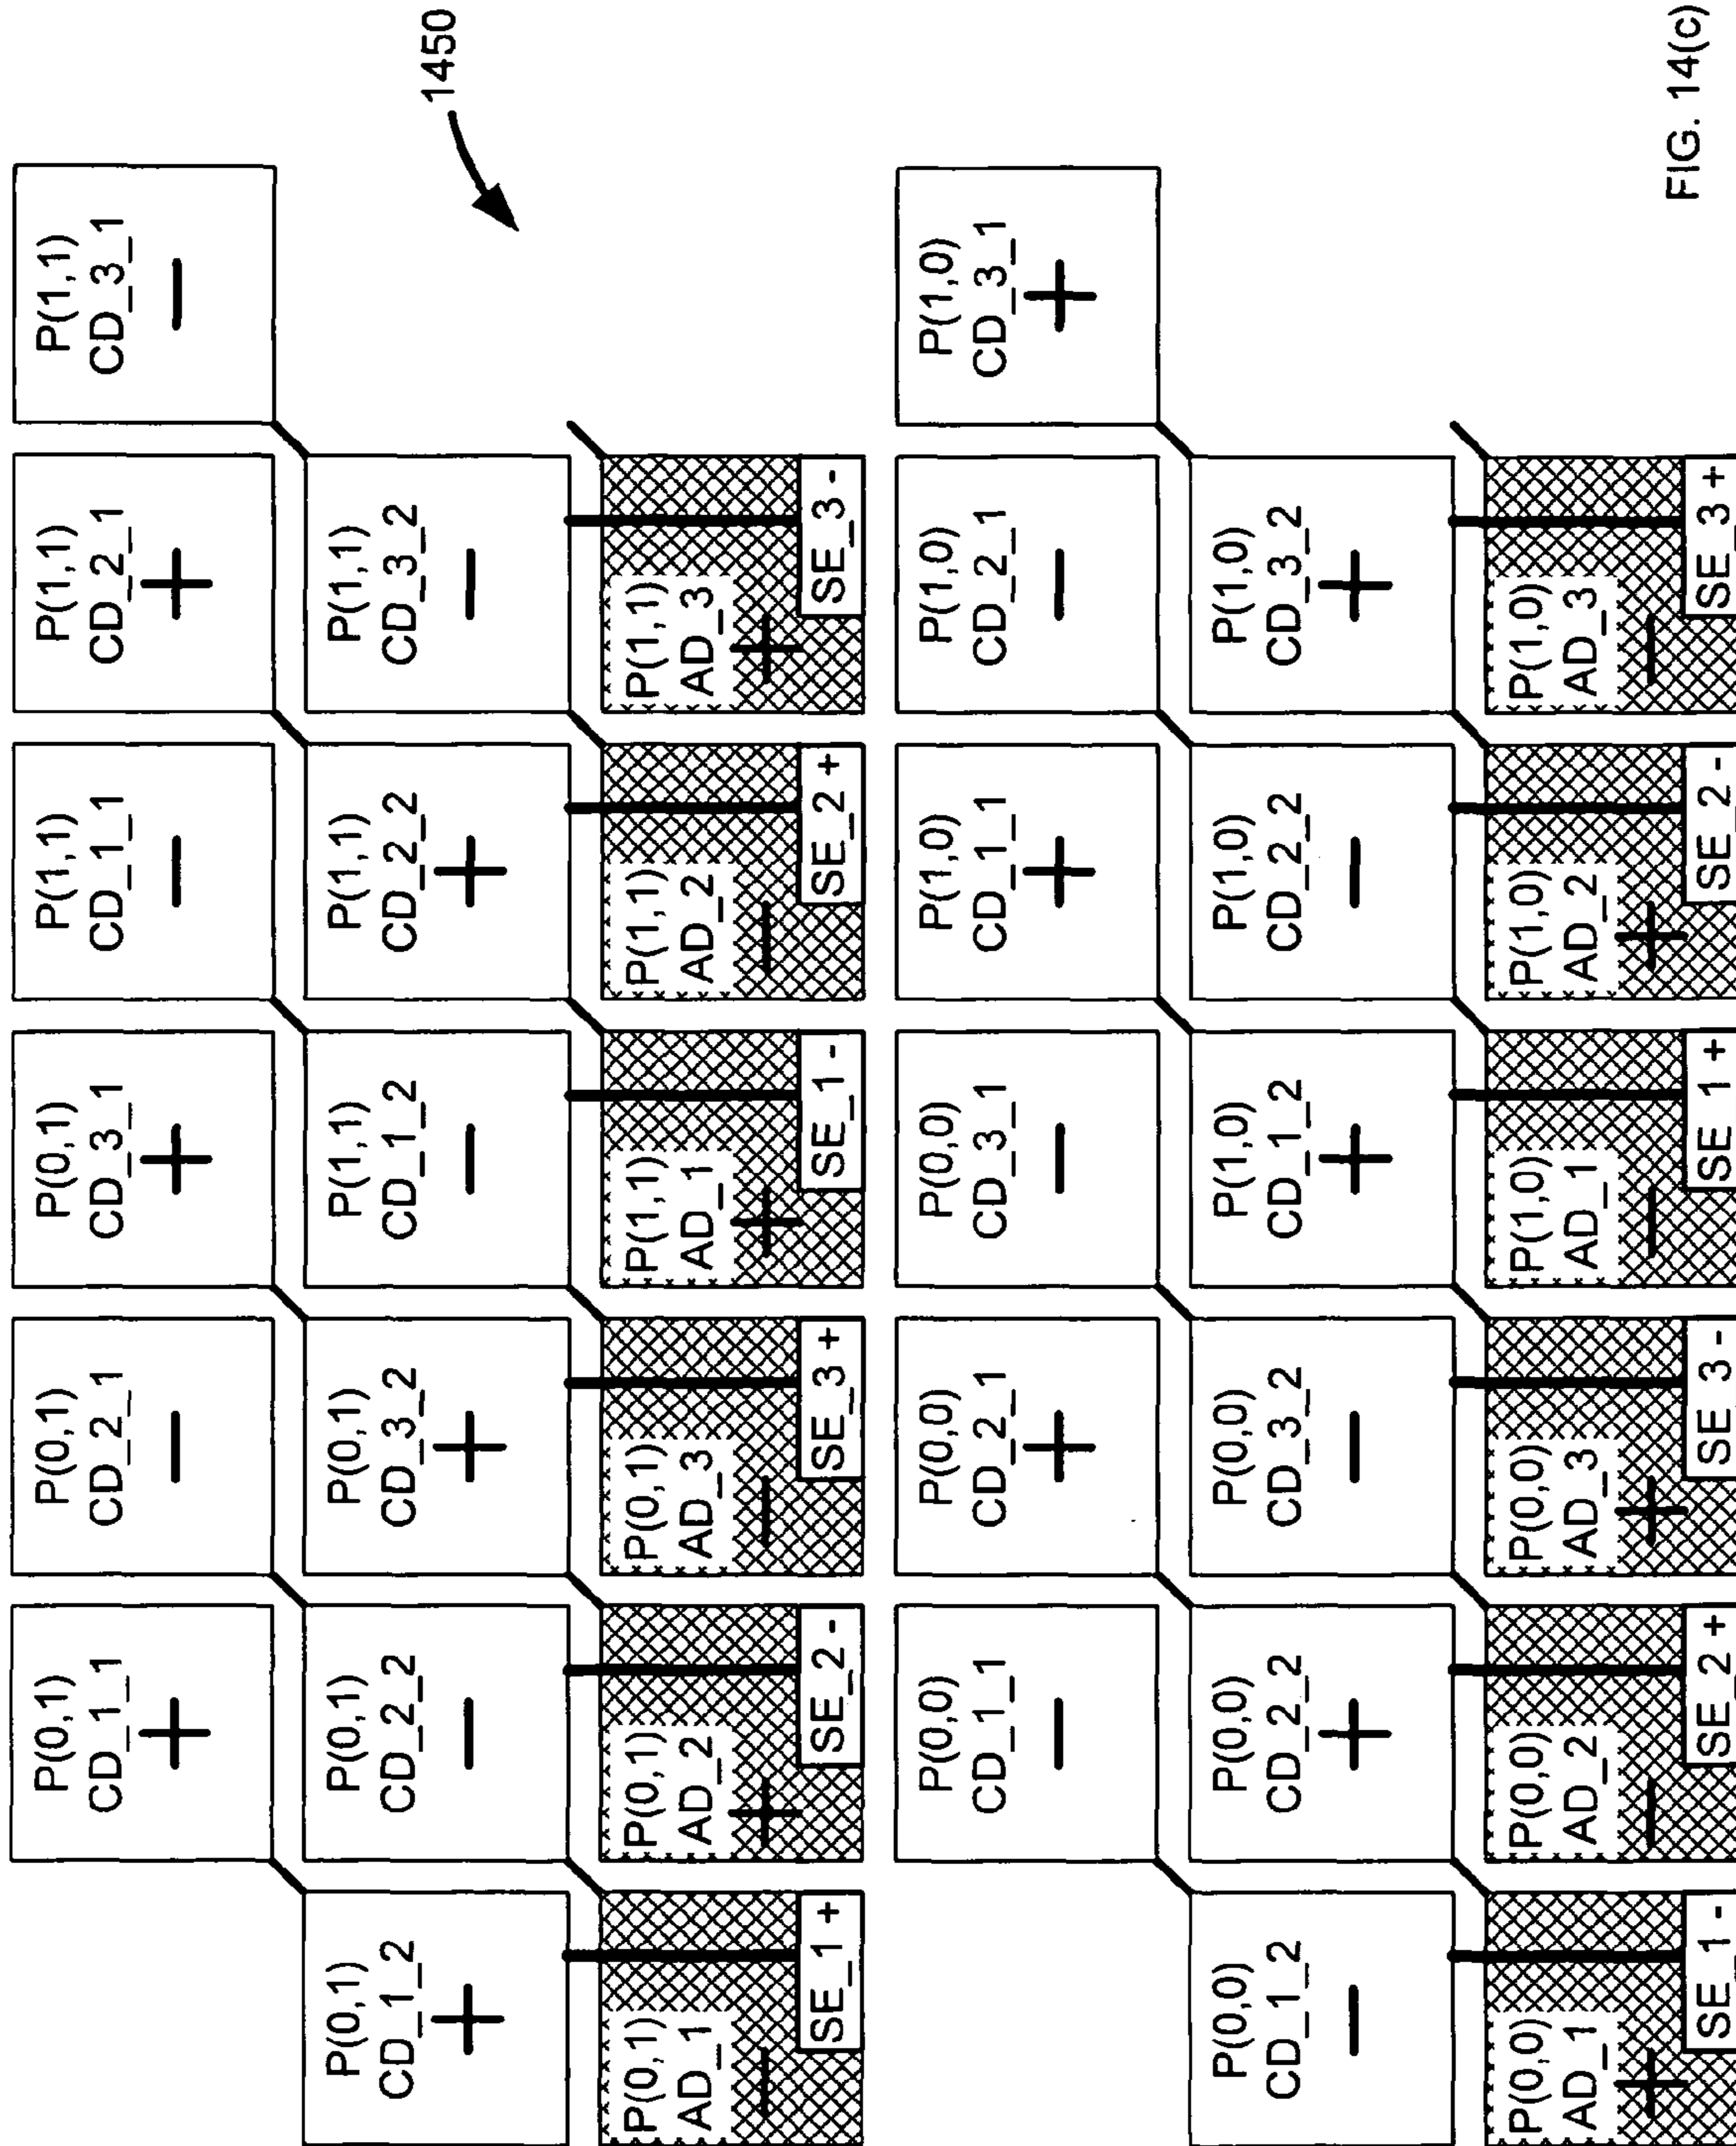 P(0,1)
CD_1_1
+
P(0,1)
CD_2_1
−
P(0,1)
CD_3_1
+
P(1,1)
CD_1_1
−
P(1,1)
CD_2_1
+
P(1,1)
CD_3_1
−
P(0,1)
CD_1_2
+
P(0,1)
CD_2_2
−
P(0,1)
CD_3_2
+
P(1,1)
CD_1_2
−
P(1,1)
CD_2_2
+
P(1,1)
CD_3_2
−
1450
P(0,1)
AD_1
−
SE_1 +
P(0,1)
AD_2
+
SE_2 -
P(0,1)
AD_3
−
SE_3 +
P(1,1)
AD_1
+
SE_1 -
P(1,1)
AD_2
−
SE_2 +
P(1,1)
AD_3
+
SE_3 -
P(0,0)
CD_1_1
−
P(0,0)
CD_2_1
+
P(0,0)
CD_3_1
−
P(1,0)
CD_1_1
+
P(1,0)
CD_2_1
−
P(1,0)
CD_3_1
+
P(0,0)
CD_1_2
−
P(0,0)
CD_2_2
+
P(0,0)
CD_3_2
−
P(1,0)
CD_1_2
+
P(1,0)
CD_2_2
−
P(1,0)
CD_3_2
+
P(0,0)
AD_1
+
SE_1 -
P(0,0)
AD_2
−
SE_2 +
P(0,0)
AD_3
+
SE_3 -
P(1,0)
AD_1
−
SE_1 +
P(1,0)
AD_2
+
SE_2 -
P(1,0)
AD_3
−
SE_3 +
FIG. 14(c)